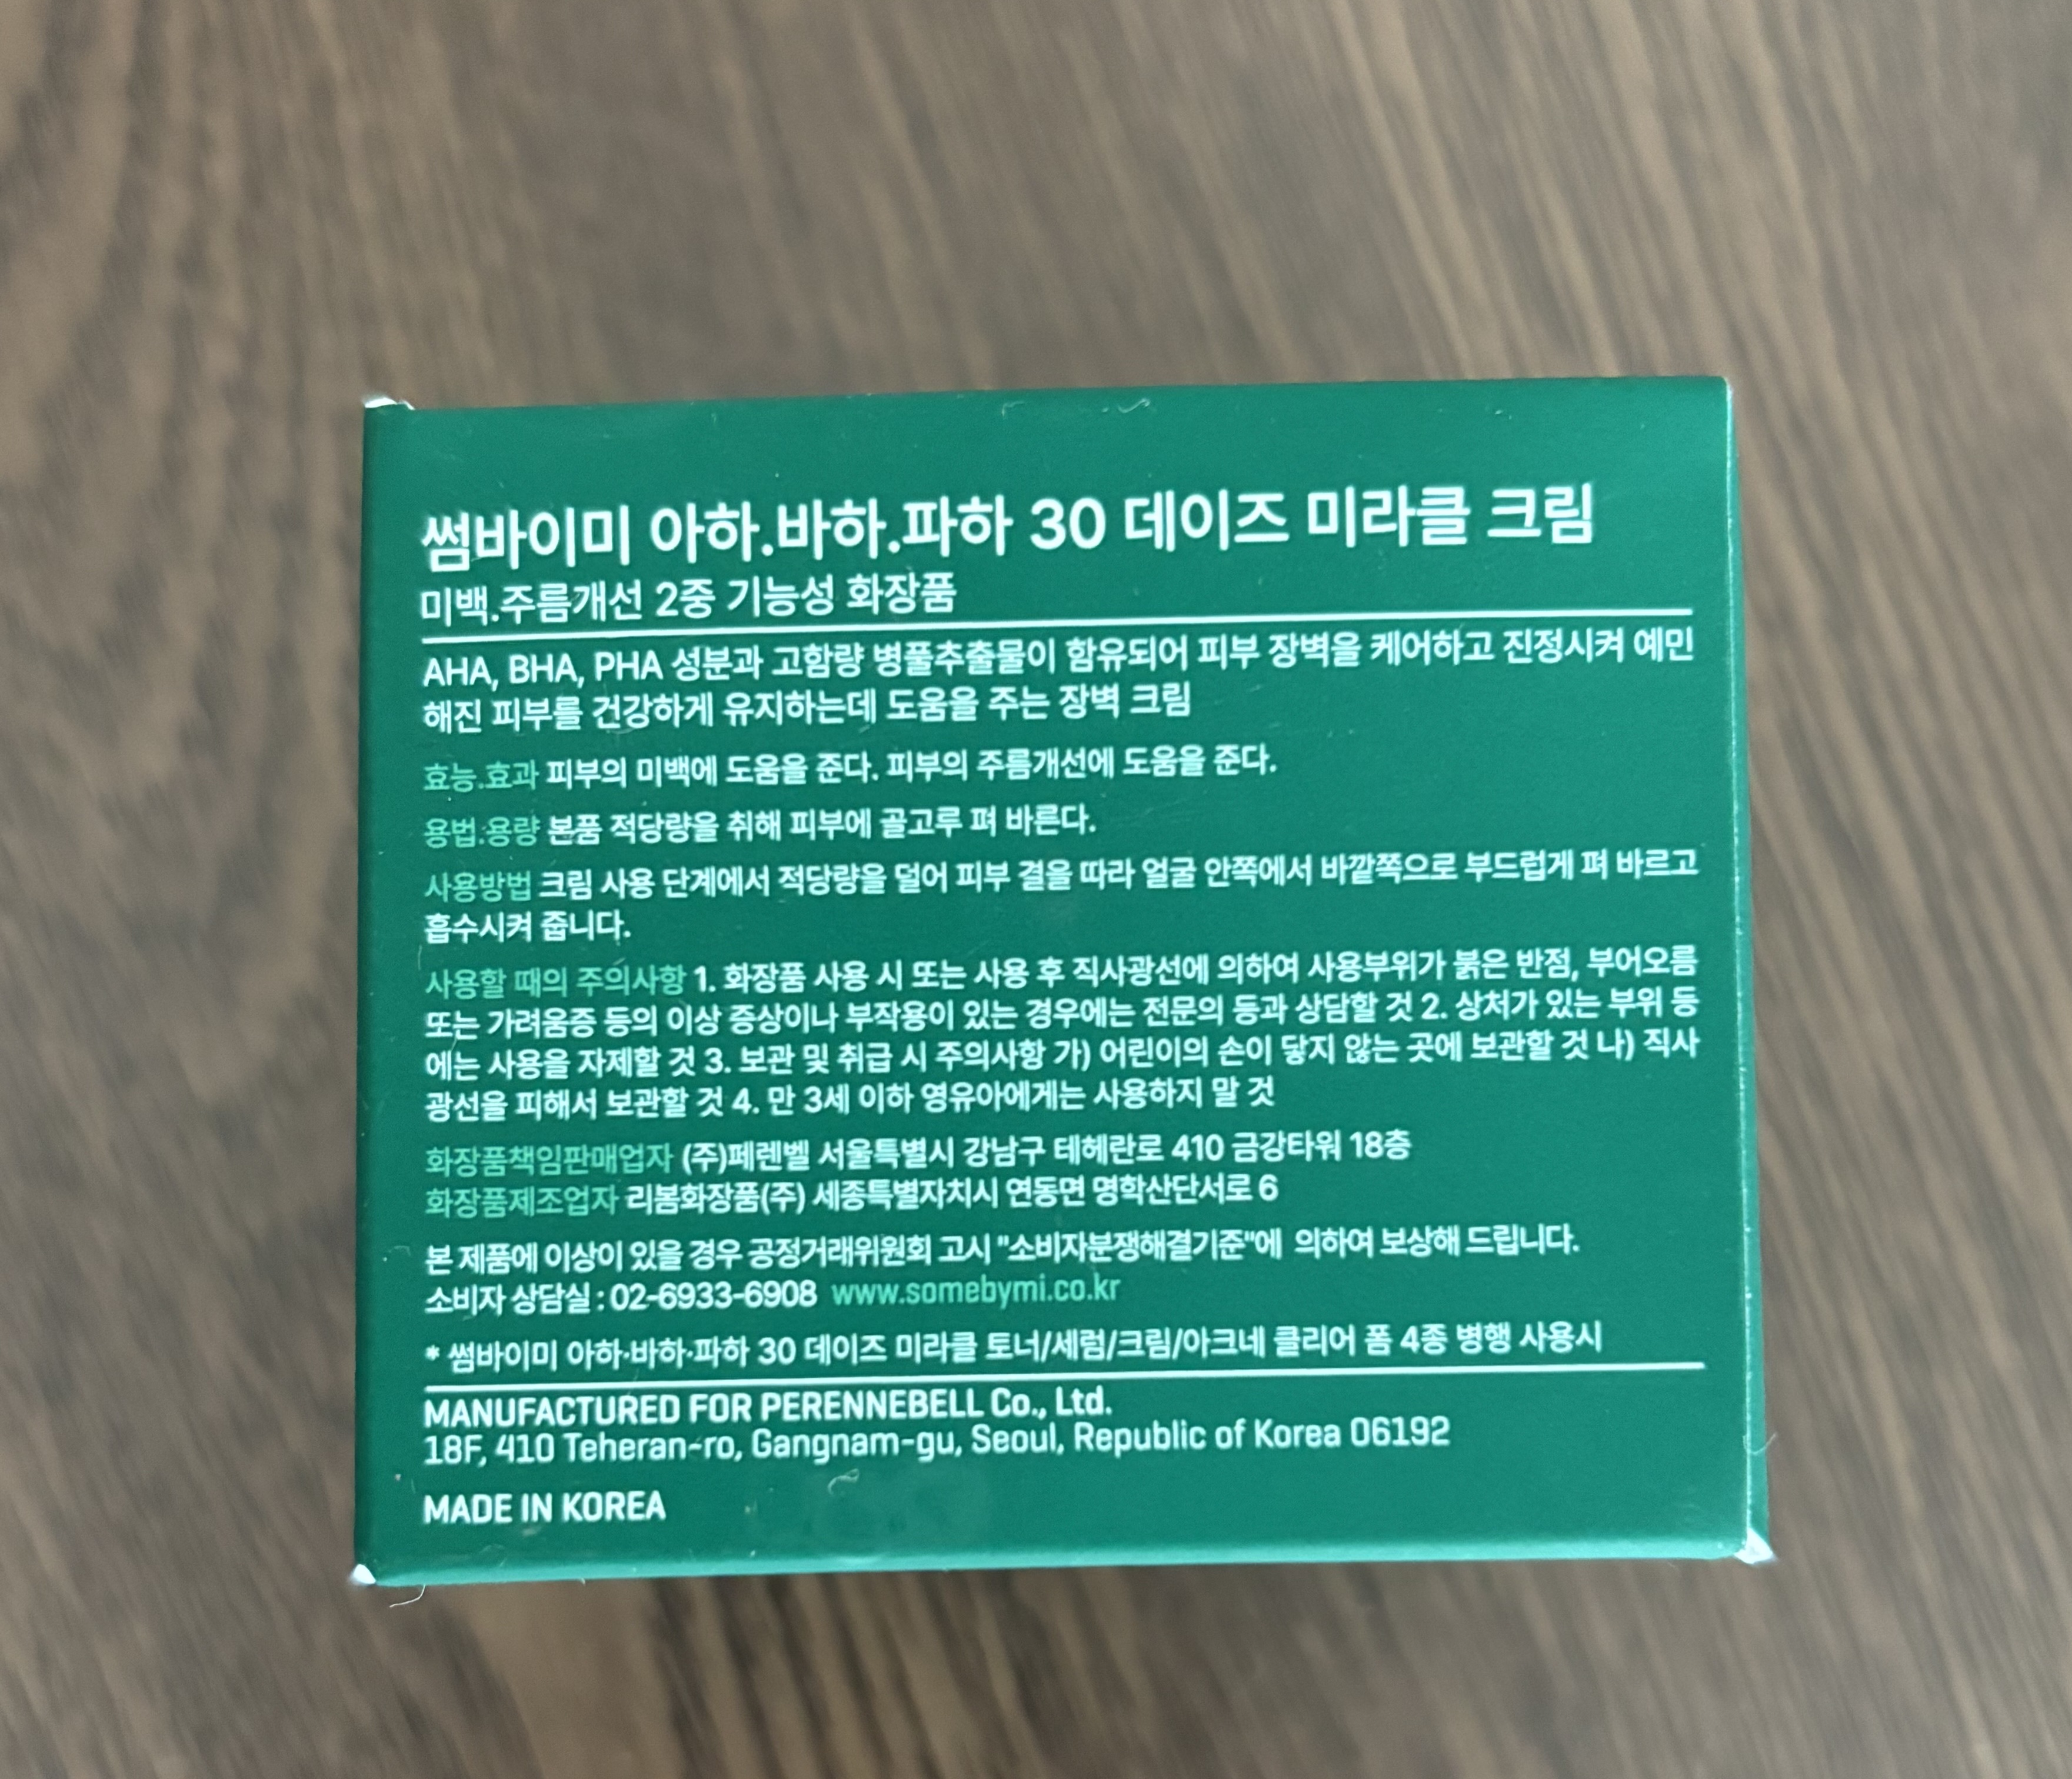 썸바이미 아하.바하.파하 30 데이즈 미라클 크림
미백.주름개선 2중 기능성 화장품
AHA, BHA, PHA 성분과 고함량 병풀추출물이 함유되어 피부 장벽을 케어하고 진정시켜 예민
해진 피부를 건강하게 유지하는데 도움을 주는 장벽 크림
효능.효과 피부의 미백에 도움을 준다. 피부의 주름개선에 도움을 준다.
용법.용량 본품 적당량을 취해 피부에 골고루 펴 바른다.
사용방법 크림 사용 단계에서 적당량을 덜어 피부 결을 따라 얼굴 안쪽에서 바깥쪽으로 부드럽게 펴 바르고
흡수시켜 줍니다.
사용할 때의 주의사항 1. 화장품 사용 시 또는 사용 후 직사광선에 의하여 사용부위가 붉은 반점, 부어오름
또는 가려움증 등의 이상 증상이나 부작용이 있는 경우에는 전문의 등과 상담할 것 2. 상처가 있는 부위 등
에는 사용을 자제할 것 3. 보관 및 취급 시 주의사항 가) 어린이의 손이 닿지 않는 곳에 보관할 것 나) 직사
광선을 피해서 보관할 것 4. 만 3세 이하 영유아에게는 사용하지 말 것
화장품책임판매업자 (주)페렌벨 서울특별시 강남구 테헤란로 410 금강타워 18층
화장품제조업자 리봄화장품(주) 세종특별자치시 연동면 명학산단서로 6
본 제품에 이상이 있을 경우 공정거래위원회 고시 "소비자분쟁해결기준"에 의하여 보상해 드립니다.
소비자 상담실 : 02-6933-6908 www.somebymi.co.kr
* 썸바이미 아하·바하·파하 30 데이즈 미라클 토너/세럼/크림/아크네 클리어 폼 4종 병행 사용시
MANUFACTURED FOR PERENNEBELL Co., Ltd.
18F, 410 Teheran-ro, Gangnam-gu, Seoul, Republic of Korea 06192
MADE IN KOREA